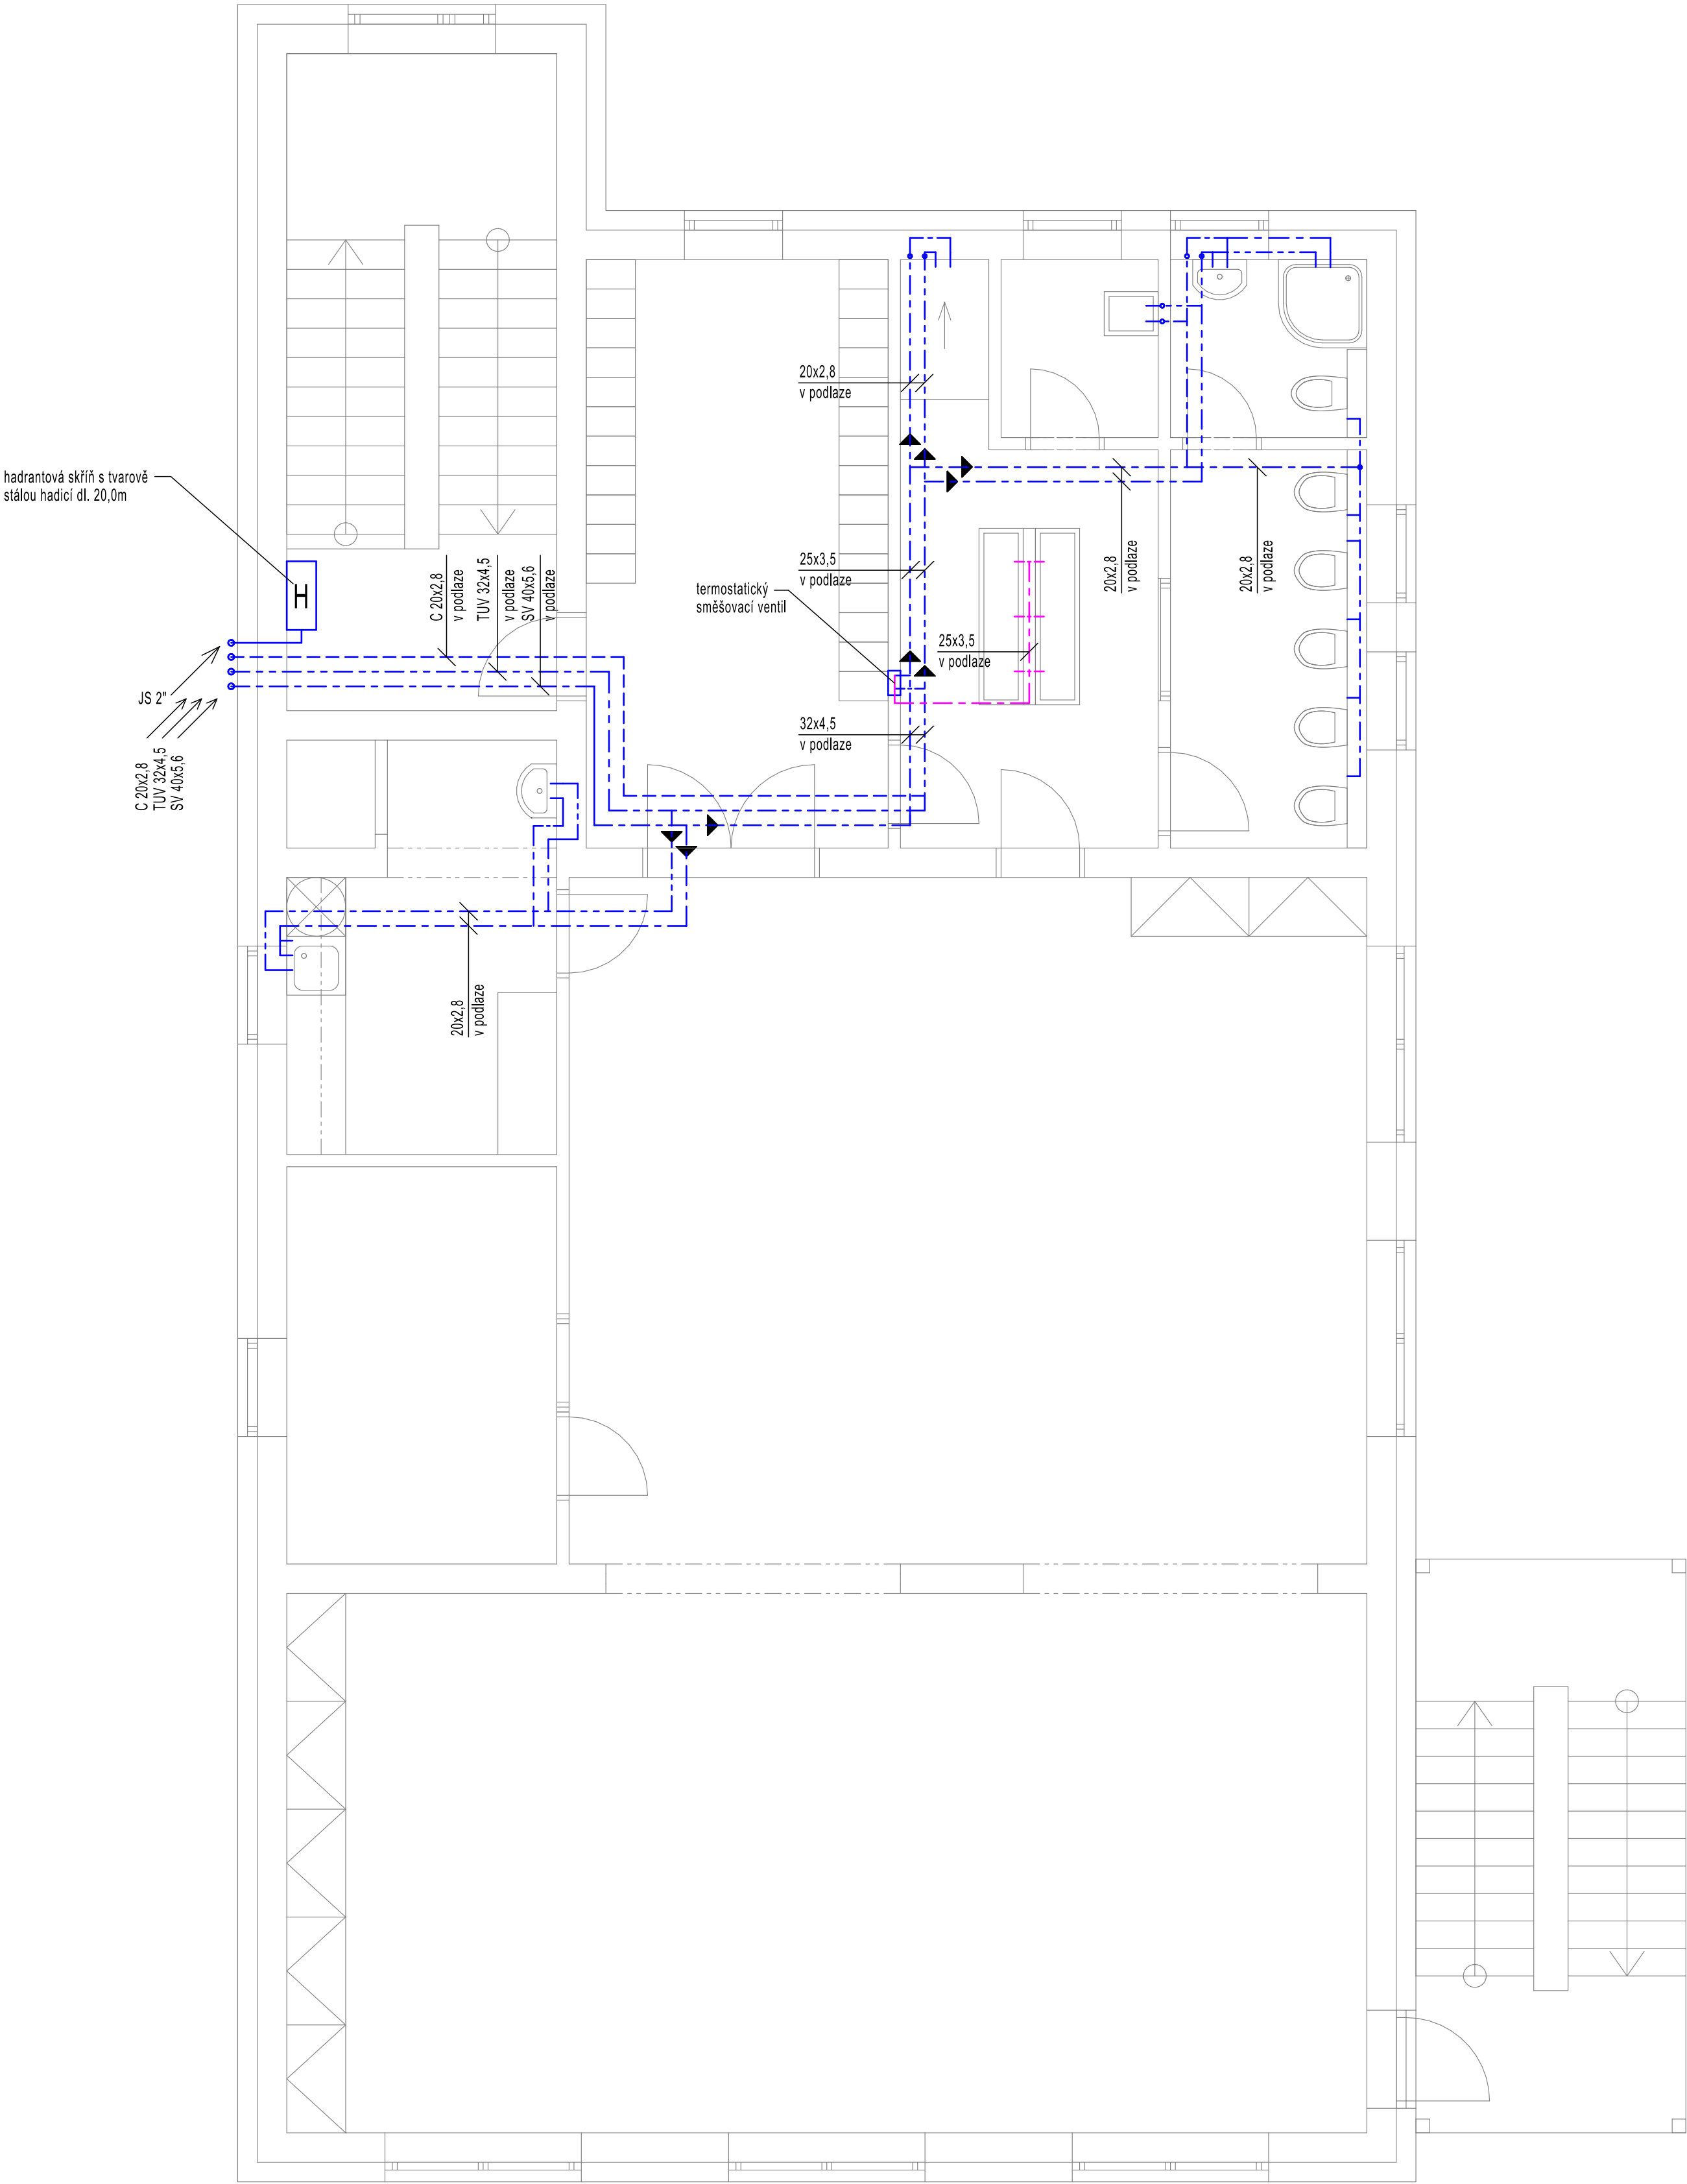 20x2,8
v podlaze
hadrantová skříň s tvarově
stálou hadicí dl. 20,0m
H
C 20x2,8
v podlaze
TUV 32x4,5
v podlaze
SV 40x5,6
v podlaze
25x3,5
v podlaze
termostatický
směšovací ventil
25x3,5
v podlaze
20x2,8
v podlaze
20x2,8
v podlaze
JS 2"
C 20x2,8
TUV 32x4,5
SV 40x5,6
32x4,5
v podlaze
20x2,8
v podlaze